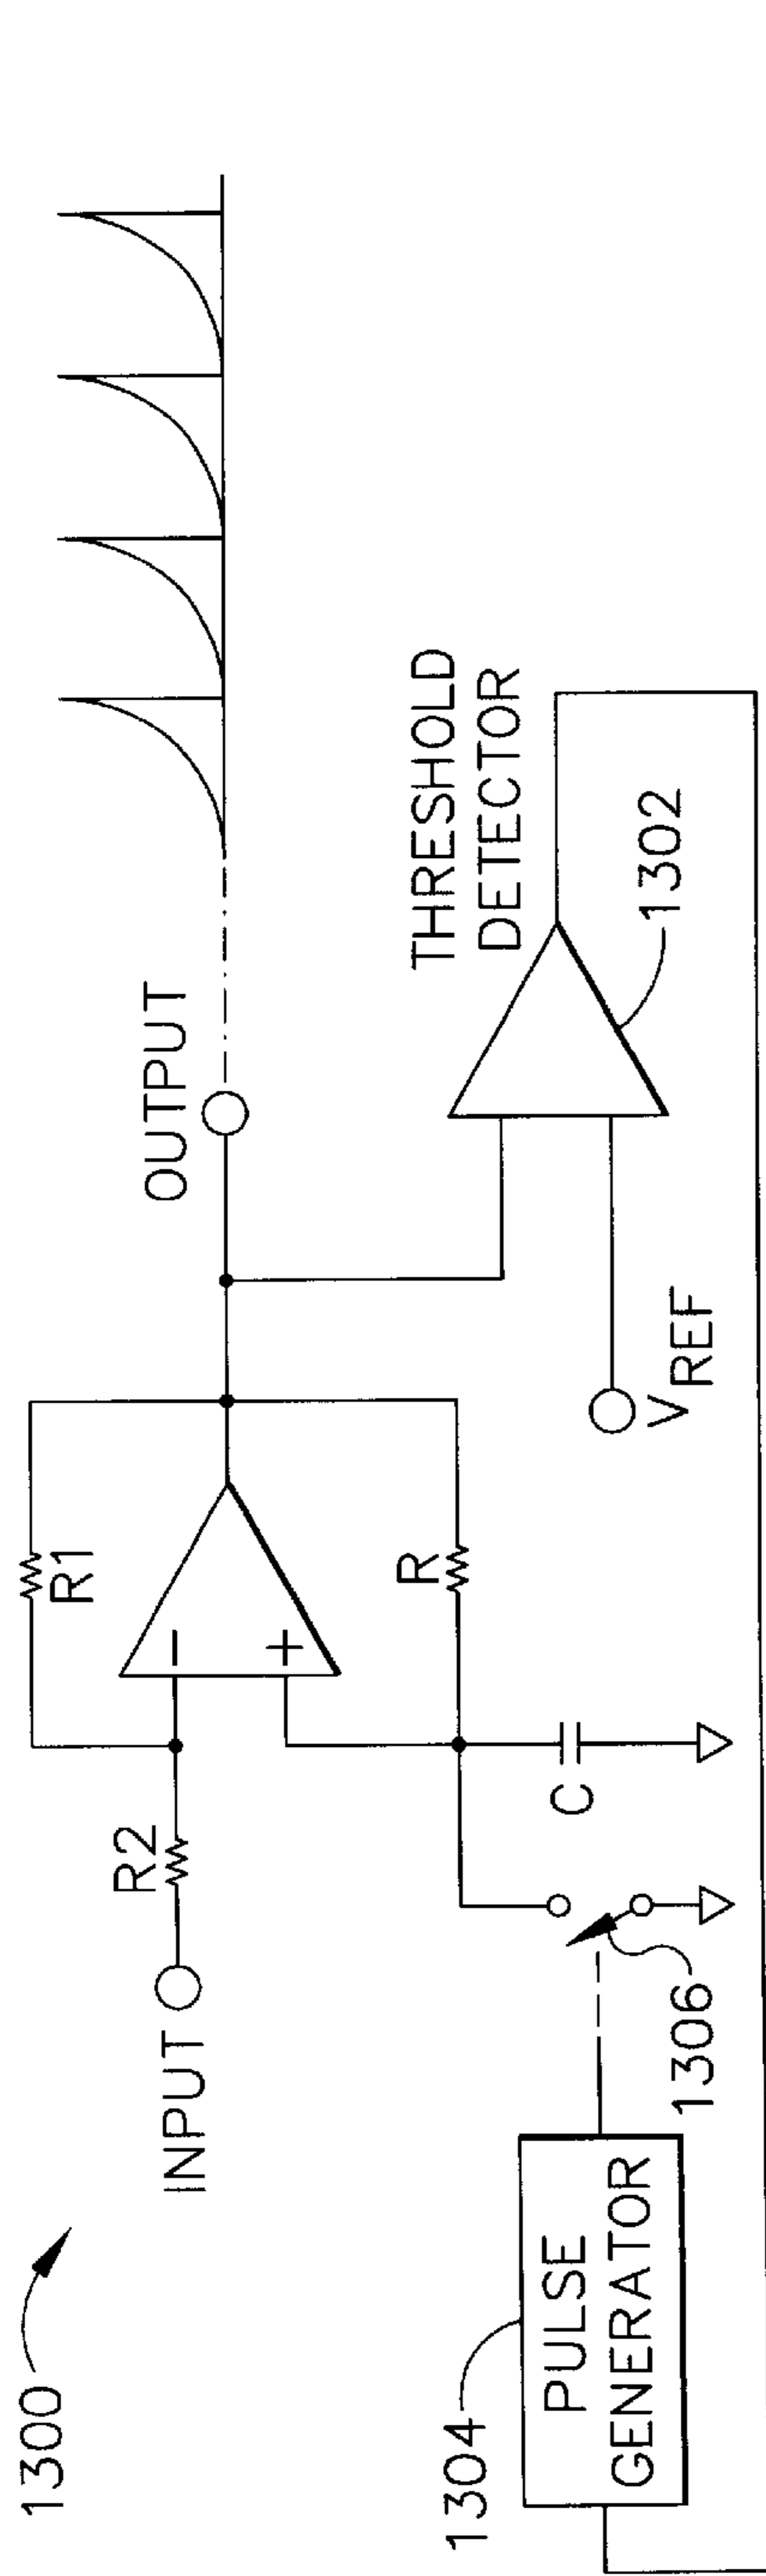 1300
INPUT
R2
R1
−
+
OUTPUT
R
C
THRESHOLD
DETECTOR
1302
V REF
1306
1304
PULSE
GENERATOR